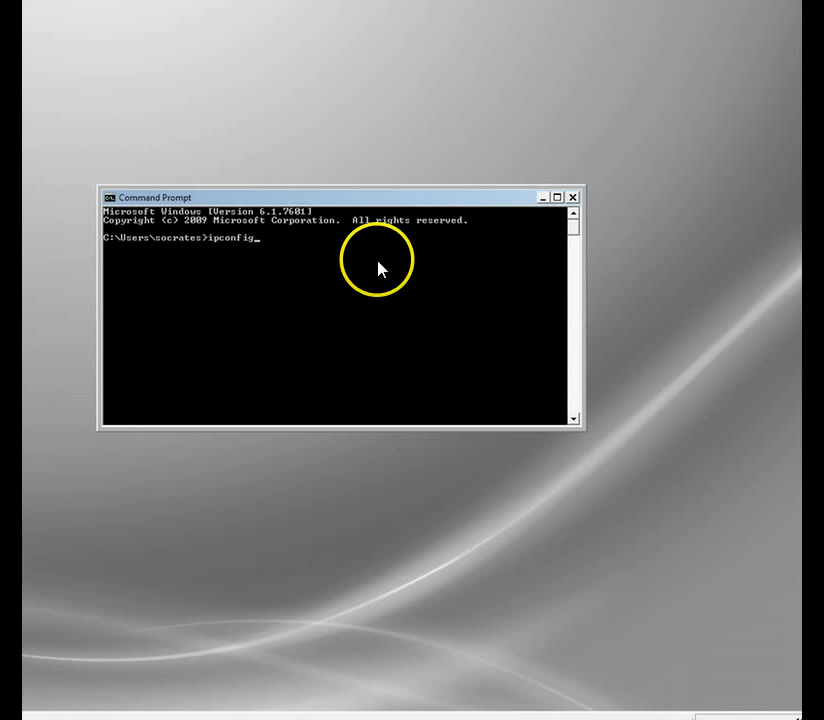 Command Prompt
Microsoft Windows [Version 6.1.7601]
Copyright (c) 2009 Microsoft Corporation.  All rights reserved.
C:\Users\socrates>ipconfig_